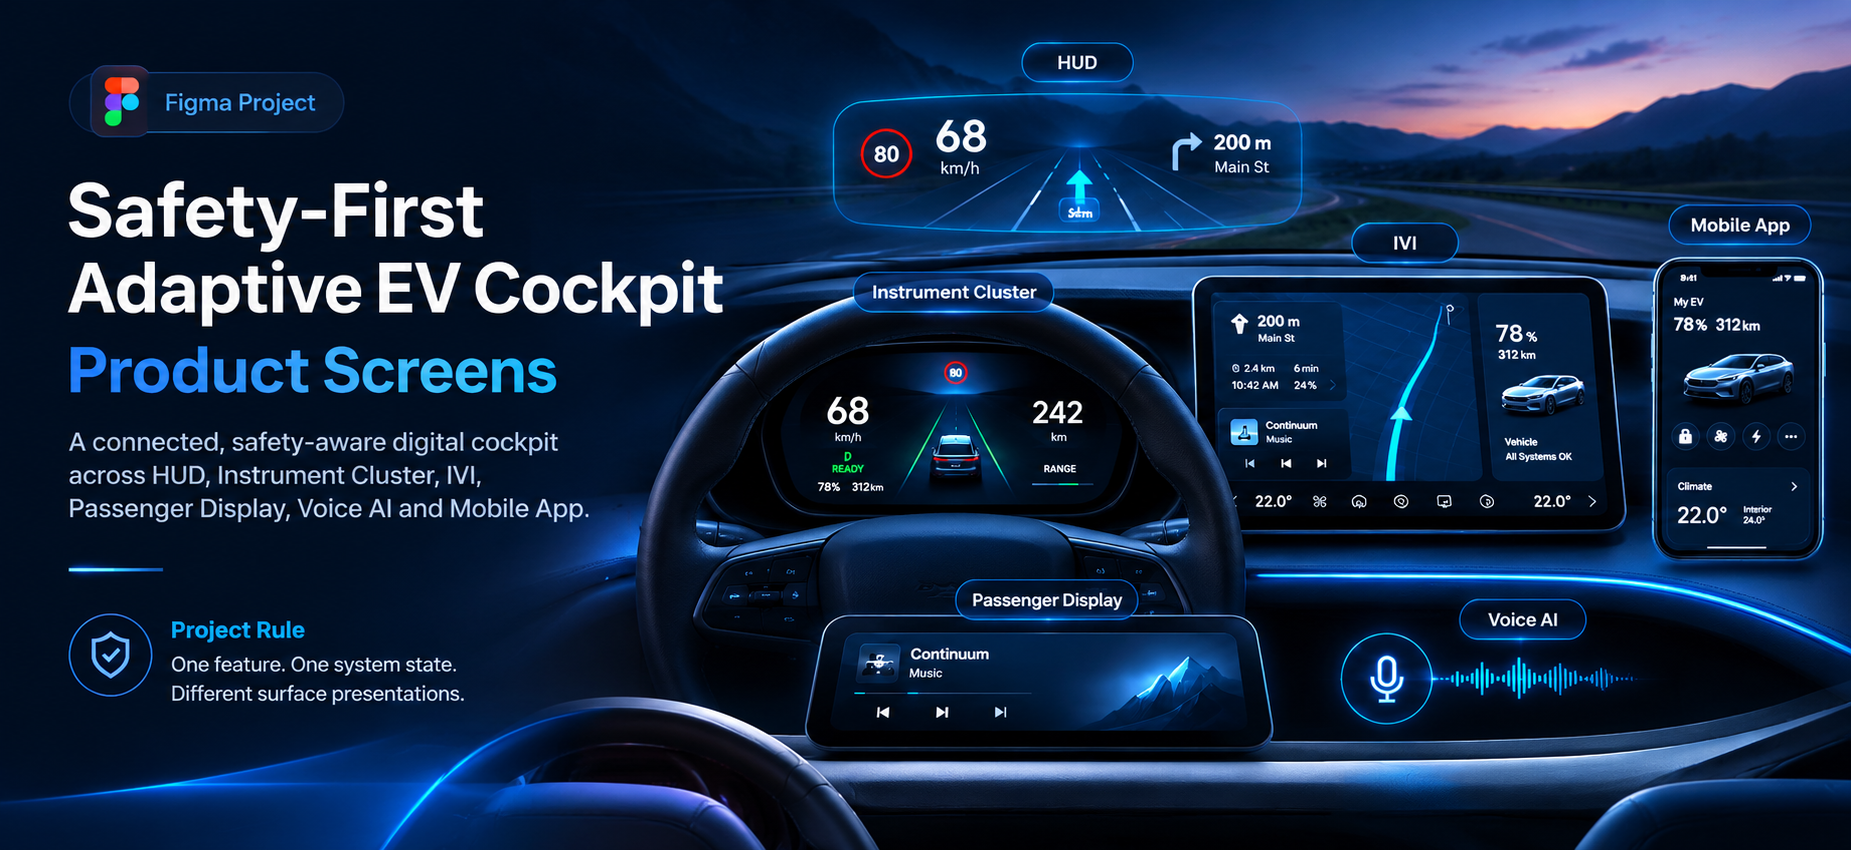 Figma Project
Safety-First
Adaptive EV Cockpit
Product Screens
A connected, safety-aware digital cockpit
across HUD, Instrument Cluster, IVI,
Passenger Display, Voice AI and Mobile App.
Project Rule
One feature. One system state.
Different surface presentations.
HUD
80
68
km/h
200 m
Main St
Instrument Cluster
80
68
km/h
D
READY
78% 312km
242
km
RANGE
IVI
200 m
Main St
2.4 km 6 min
10:42 AM 24%
Continuum
Music
78 %
312 km
Vehicle
All Systems OK
22.0°
22.0°
Mobile App
9:41
My EV
78% 312km
Climate
22.0°
Interior
24.0°
Passenger Display
Continuum
Music
Voice AI